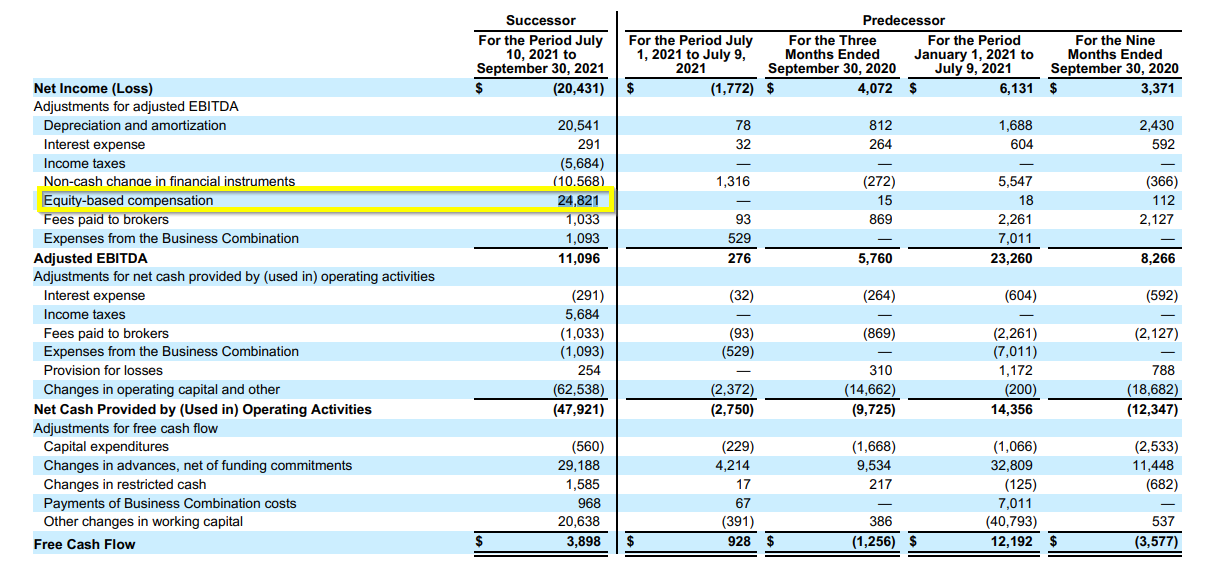 Successor Predecessor
For the Period July 10, 2021 to September 30, 2021 For the Period July 1, 2021 to July 9, 2021 For the Three Months Ended September 30, 2020 For the Period January 1, 2021 to July 9, 2021 For the Nine Months Ended September 30, 2020
Net Income (Loss) $ (20,431) $ (1,772) $ 4,072 $ 6,131 $ 3,371
Adjustments for adjusted EBITDA
Depreciation and amortization 20,541 78 812 1,688 2,430
Interest expense 291 32 264 604 592
Income taxes (5,684) — — — —
Non-cash change in financial instruments (10,568) 1,316 (272) 5,547 (366)
Equity-based compensation 24,821 — 15 18 112
Fees paid to brokers 1,033 93 869 2,261 2,127
Expenses from the Business Combination 1,093 529 — 7,011 —
Adjusted EBITDA 11,096 276 5,760 23,260 8,266
Adjustments for net cash provided by (used in) operating activities
Interest expense (291) (32) (264) (604) (592)
Income taxes 5,684 — — — —
Fees paid to brokers (1,033) (93) (869) (2,261) (2,127)
Expenses from the Business Combination (1,093) (529) — (7,011) —
Provision for losses 254 — 310 1,172 788
Changes in operating capital and other (62,538) (2,372) (14,662) (200) (18,682)
Net Cash Provided by (Used in) Operating Activities (47,921) (2,750) (9,725) 14,356 (12,347)
Adjustments for free cash flow
Capital expenditures (560) (229) (1,668) (1,066) (2,533)
Changes in advances, net of funding commitments 29,188 4,214 9,534 32,809 11,448
Changes in restricted cash 1,585 17 217 (125) (682)
Payments of Business Combination costs 968 67 — 7,011 —
Other changes in working capital 20,638 (391) 386 (40,793) 537
Free Cash Flow $ 3,898 $ 928 $ (1,256) $ 12,192 $ (3,577)